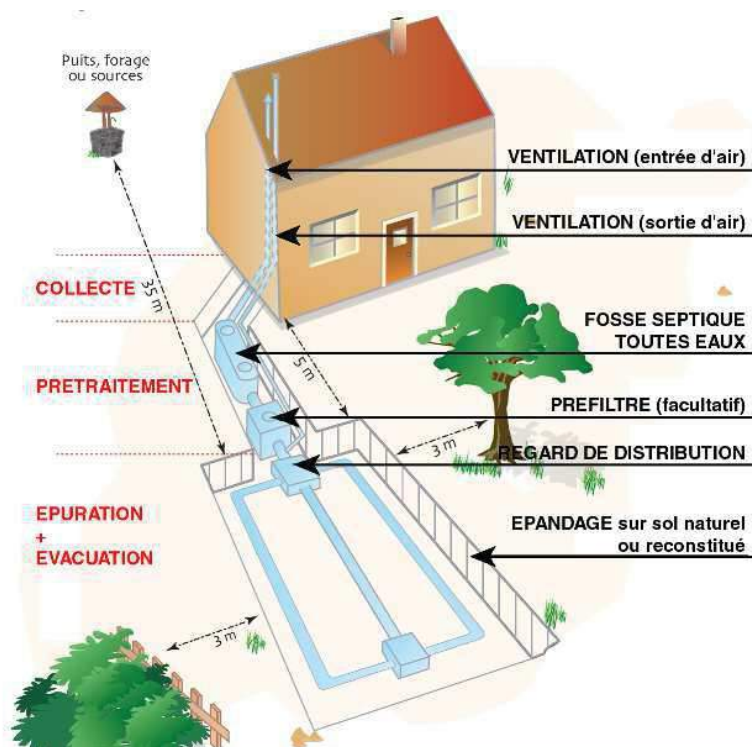 Puits, forage
ou sources
VENTILATION (entrée d'air)
VENTILATION (sortie d'air)
COLLECTE
35 m
FOSSE SEPTIQUE
TOUTES EAUX
5 m
PRETRAITEMENT
PREFILTRE (facultatif)
3 m
REGARD DE DISTRIBUTION
EPURATION
+
EVACUATION
EPANDAGE sur sol naturel
ou reconstitué
3 m